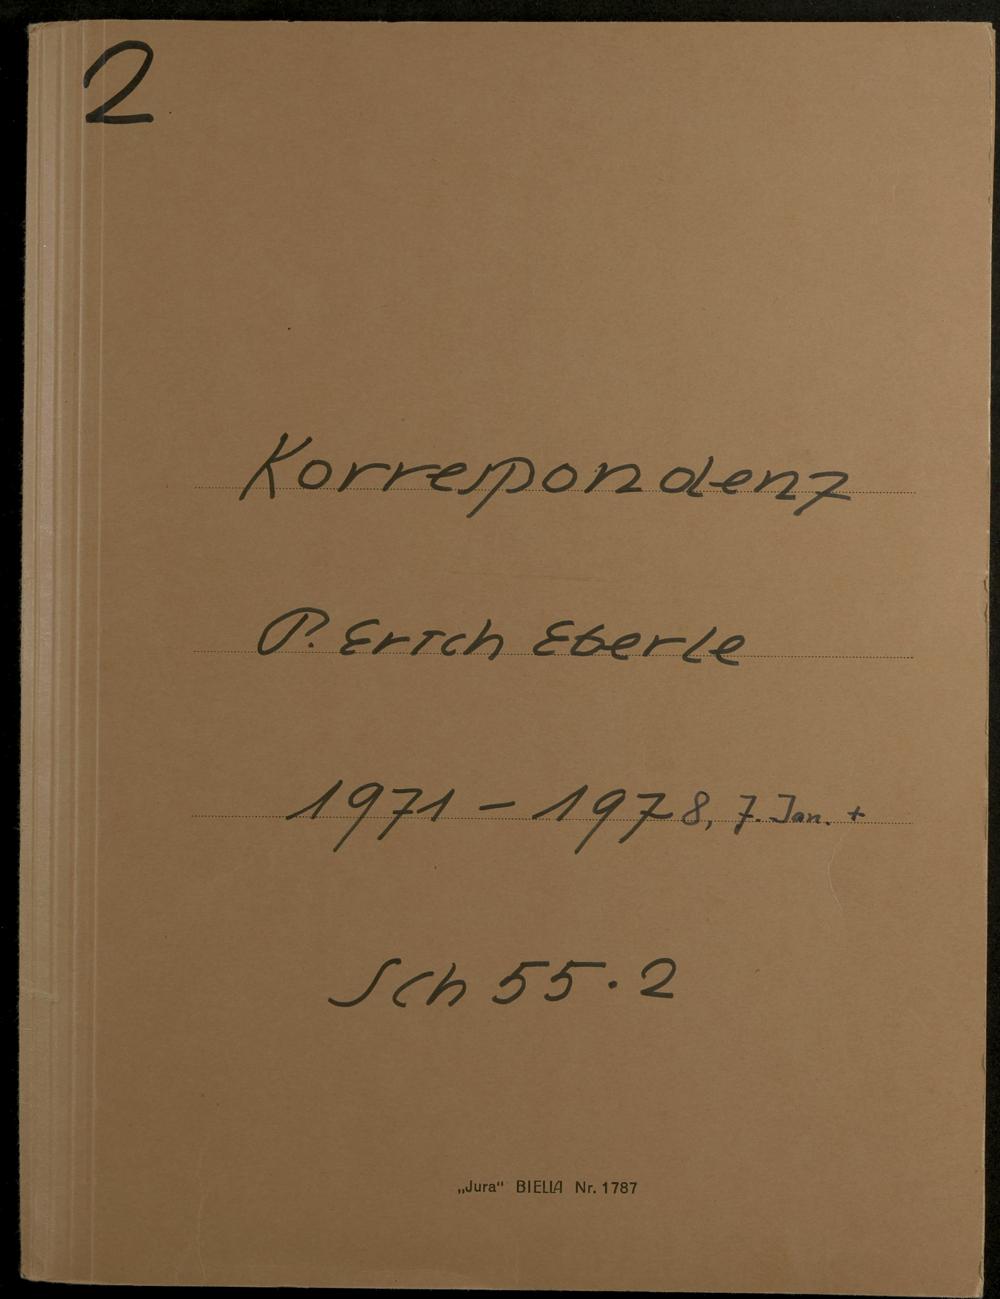 2
Korrespondenz
P. Erich Eberle
1971 - 1978, 7. Jan. +
Sch 55.2
„Jura“ BIELLA Nr. 1787